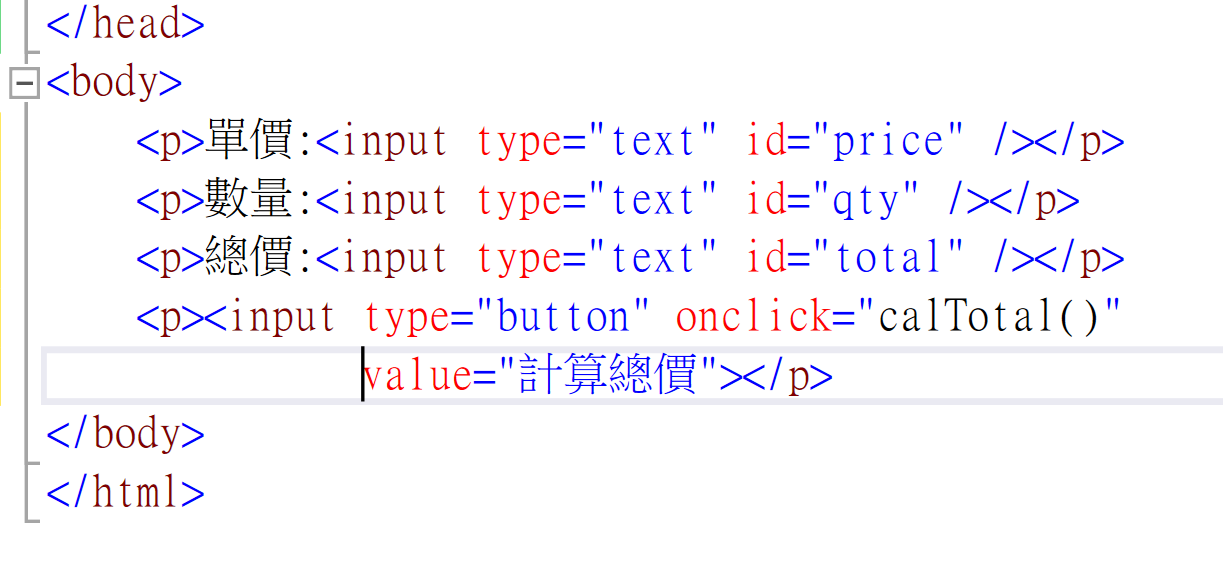 </head>
<body>
<p>單價:<input type="text" id="price" /></p>
<p>數量:<input type="text" id="qty" /></p>
<p>總價:<input type="text" id="total" /></p>
<p><input type="button" onclick="calTotal()"
value="計算總價"></p>
</body>
</html>